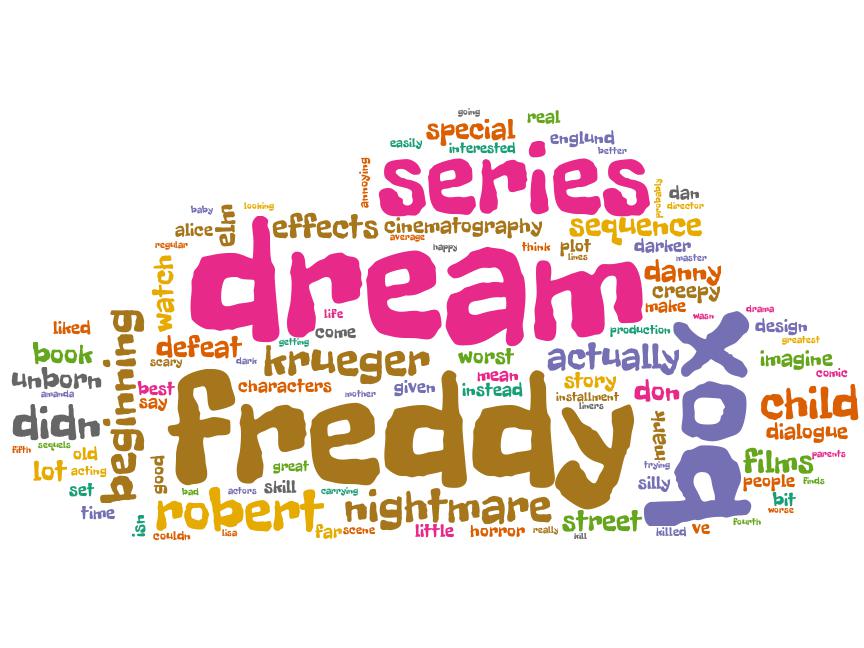 going
special
real
easily
interested
englund
better
annoying
series
probably
dan
director
baby
looking
elm
alice
effects
cinematography
sequence
regular
average
happy
think
plot
lines
darker
master
watch
dream
danny
creepy
make
wasn
drama
life
come
production
box
design
greatest
liked
book
beginning
defeat
getting
krueger
worst
actually
imagine
comic
scary
dark
unborn
amanda
best
say
characters
mother
given
mean
instead
story
installment
liners
don
child
didn
freddy
mark
dialogue
fifth
sequels
old
lot
acting
good
great
trying
films
parents
set
bad
actors
skill
carrying
silly
people
finds
bit
worse
time
isn
robert
nightmare
street
fourth
couldn
lisa
far
scene
little
horror
really
kill
killed
ve